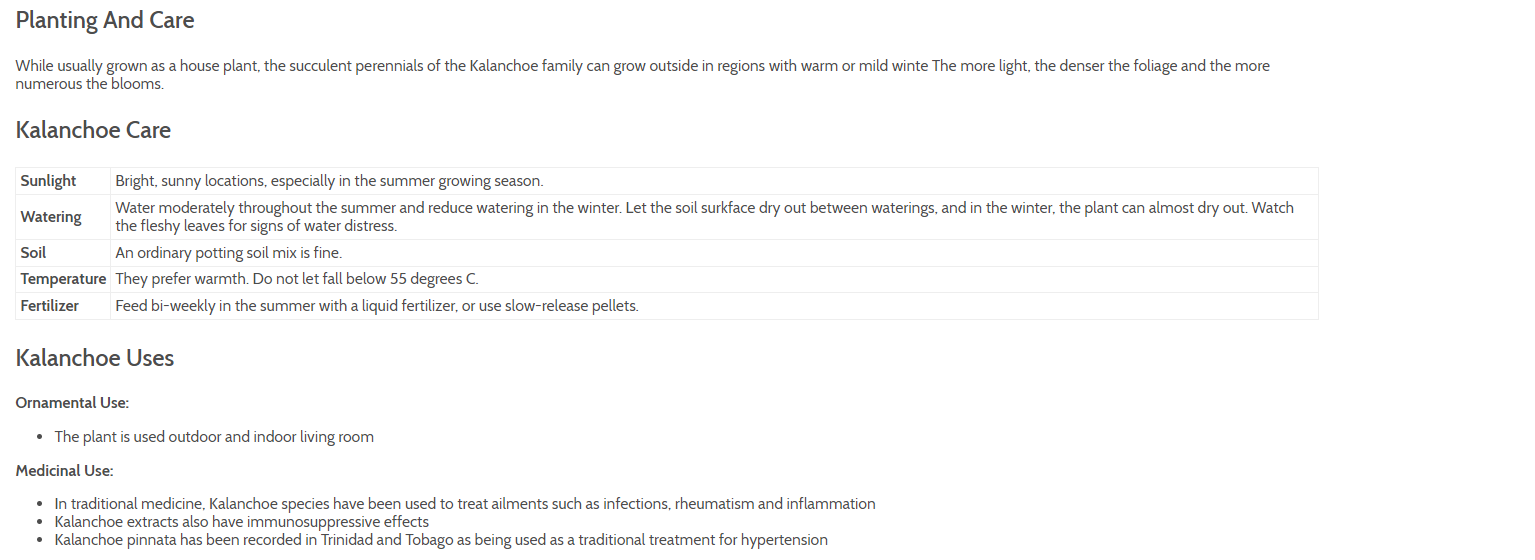 Planting And Care
While usually grown as a house plant, the succulent perennials of the Kalanchoe family can grow outside in regions with warm or mild winte The more light, the denser the foliage and the more
numerous the blooms.
Kalanchoe Care
Sunlight Bright, sunny locations, especially in the summer growing season.
Watering Water moderately throughout the summer and reduce watering in the winter. Let the soil surkface dry out between waterings, and in the winter, the plant can almost dry out. Watch
the fleshy leaves for signs of water distress.
Soil An ordinary potting soil mix is fine.
Temperature They prefer warmth. Do not let fall below 55 degrees C.
Fertilizer Feed bi-weekly in the summer with a liquid fertilizer, or use slow-release pellets.
Kalanchoe Uses
Ornamental Use:
• The plant is used outdoor and indoor living room
Medicinal Use:
• In traditional medicine, Kalanchoe species have been used to treat ailments such as infections, rheumatism and inflammation
• Kalanchoe extracts also have immunosuppressive effects
• Kalanchoe pinnata has been recorded in Trinidad and Tobago as being used as a traditional treatment for hypertension